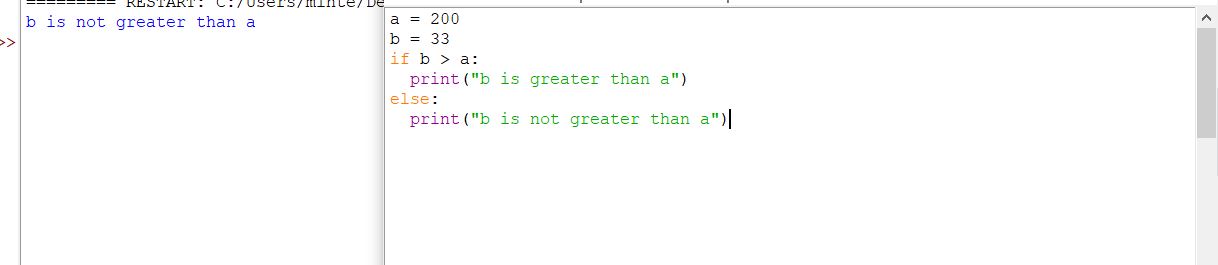 ========= RESTART: C:/Users/minte/De
b is not greater than a
>>
a = 200
b = 33
if b > a:
  print("b is greater than a")
else:
  print("b is not greater than a")